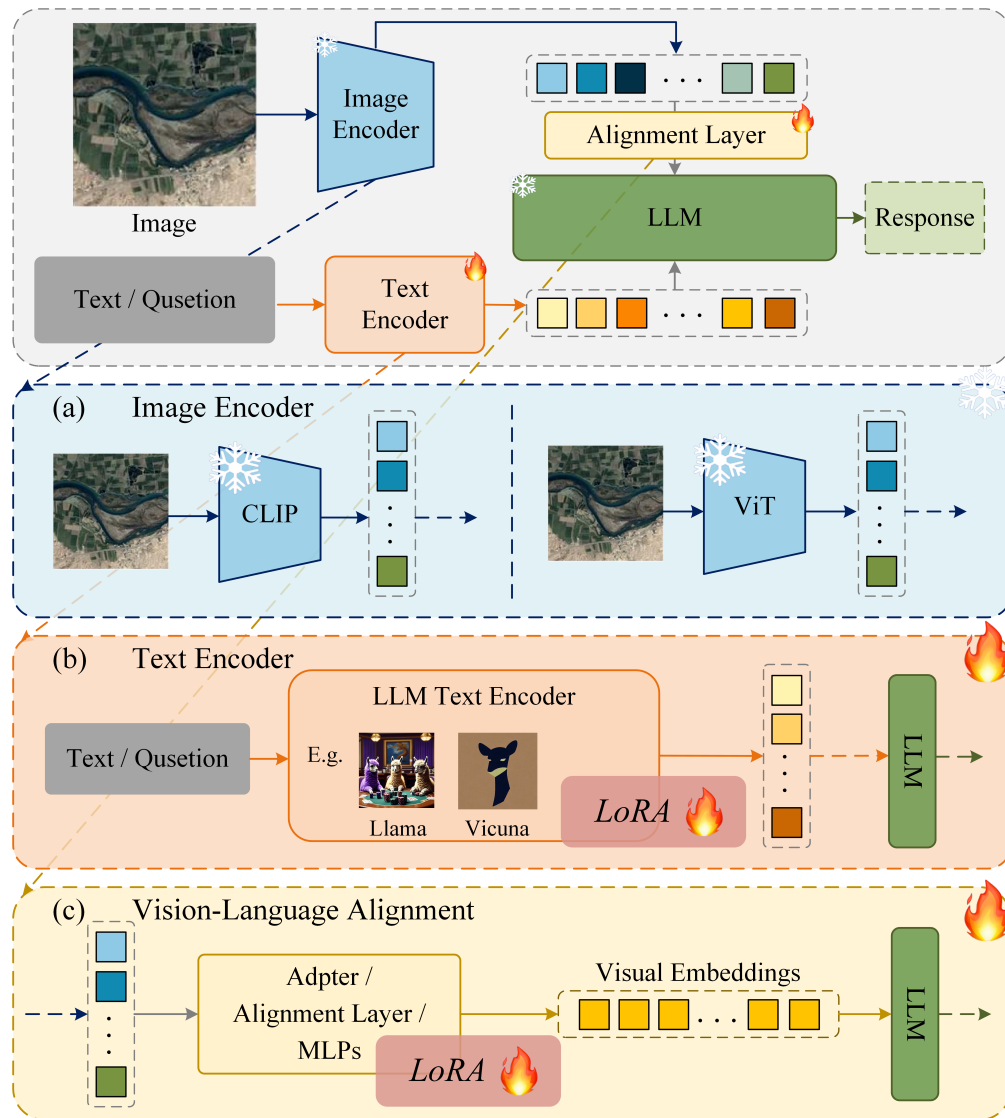 Image
Encoder
Alignment Layer
Image
LLM
Response
Text / Qusetion
Text
Encoder
(a) Image Encoder
CLIP
ViT
(b) Text Encoder
LLM Text Encoder
Text / Qusetion
E.g.
Llama
Vicuna
LoRA
LLM
(c) Vision-Language Alignment
Adpter /
Alignment Layer /
MLPs
LoRA
Visual Embeddings
LLM